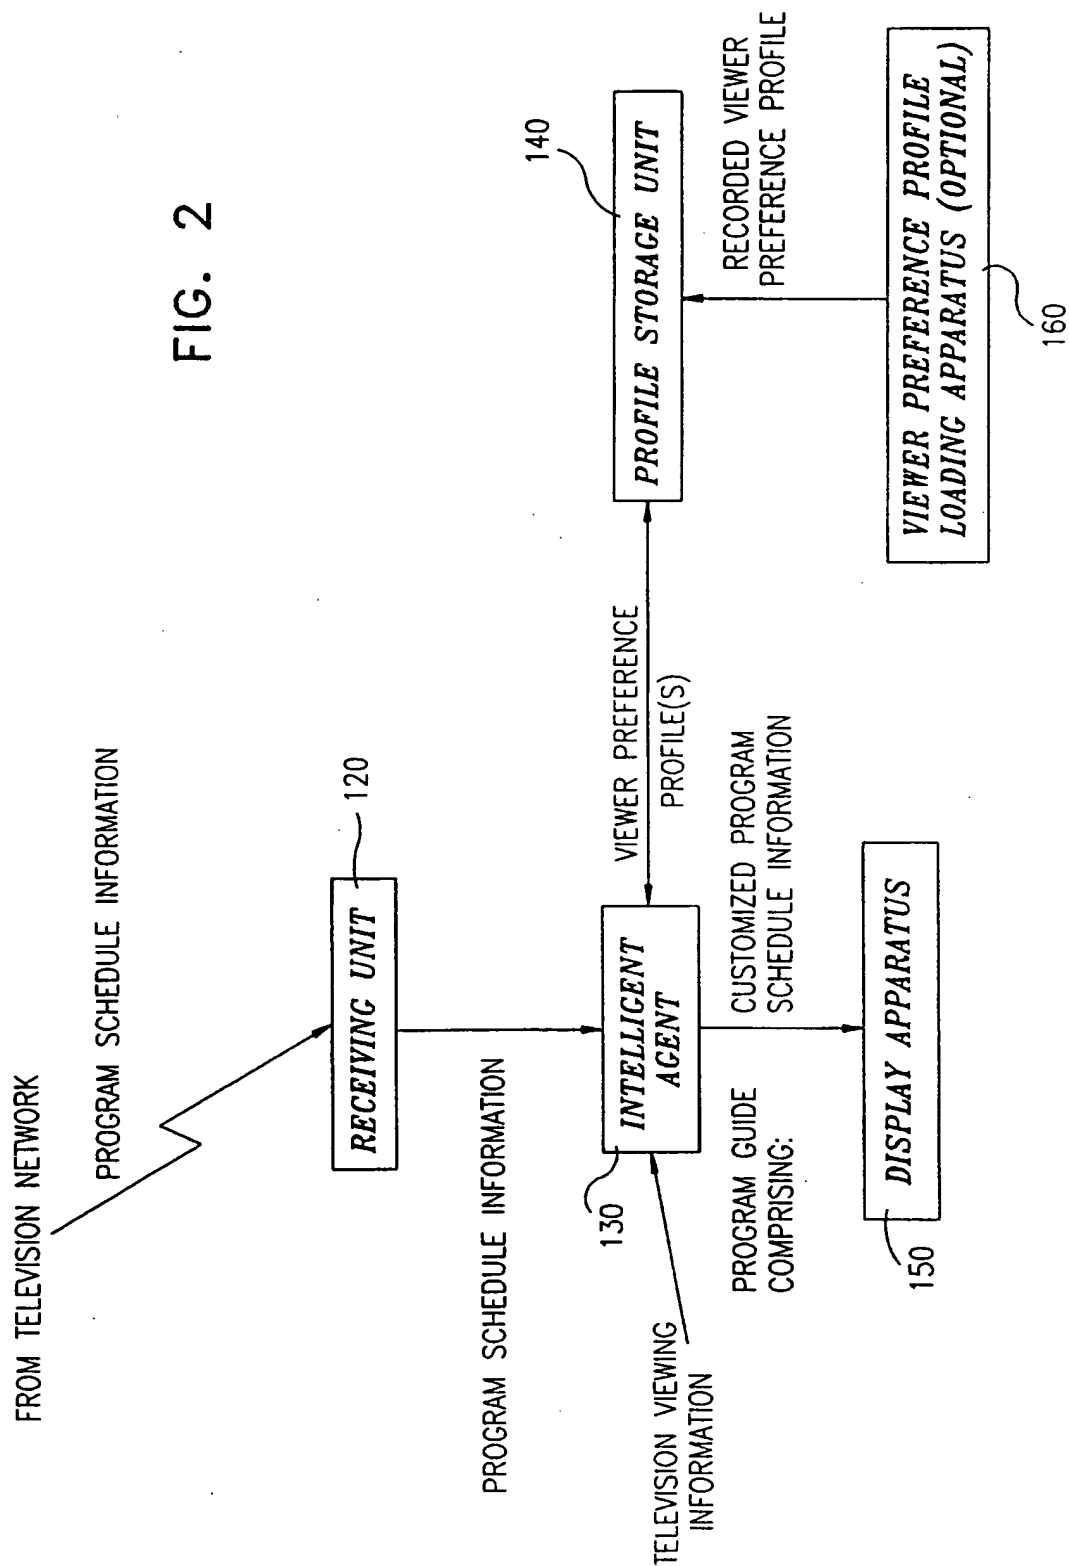 FIG. 2
FROM TELEVISION NETWORK
PROGRAM SCHEDULE INFORMATION
120
RECEIVING UNIT
PROGRAM SCHEDULE INFORMATION
130
INTELLIGENT
AGENT
TELEVISION VIEWING
INFORMATION
VIEWER PREFERENCE
PROFILE(S)
140
PROFILE STORAGE UNIT
RECORDED VIEWER
PREFERENCE PROFILE
VIEWER PREFERENCE PROFILE
LOADING APPARATUS (OPTIONAL)
160
PROGRAM GUIDE
COMPRISING:
CUSTOMIZED PROGRAM
SCHEDULE INFORMATION
DISPLAY APPARATUS
150